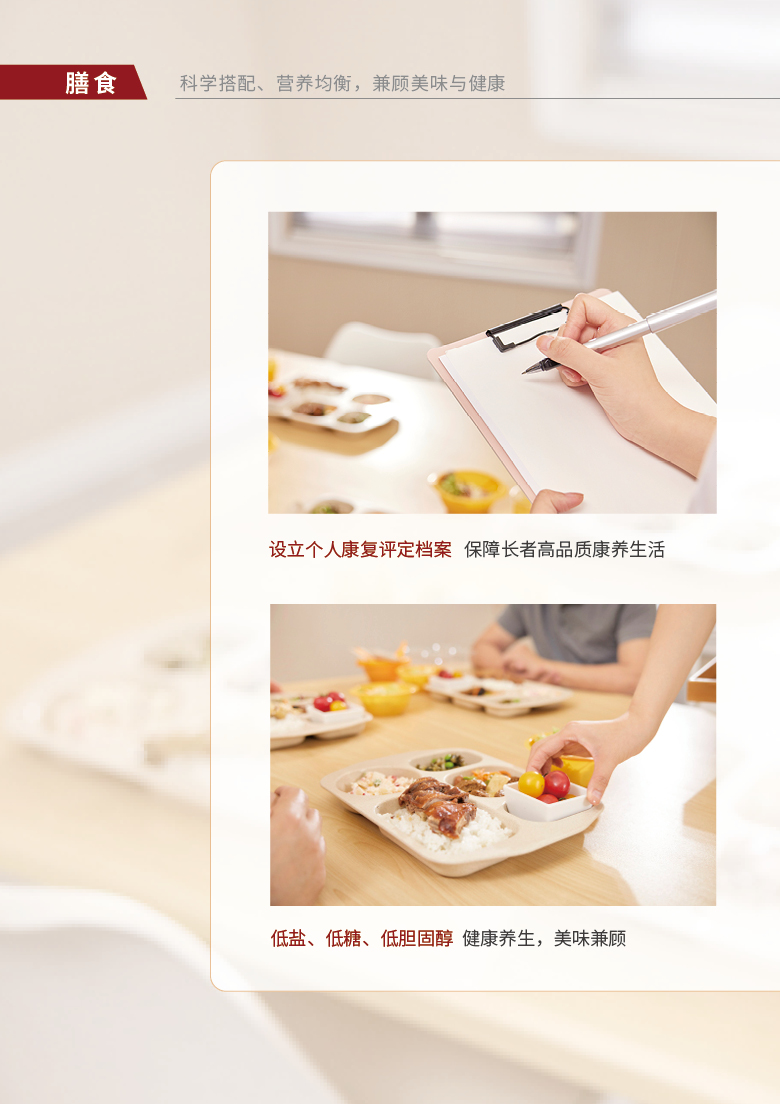 膳食
科学搭配、营养均衡，兼顾美味与健康
设立个人康复评定档案 保障长者高品质康养生活
低盐、低糖、低胆固醇 健康养生，美味兼顾